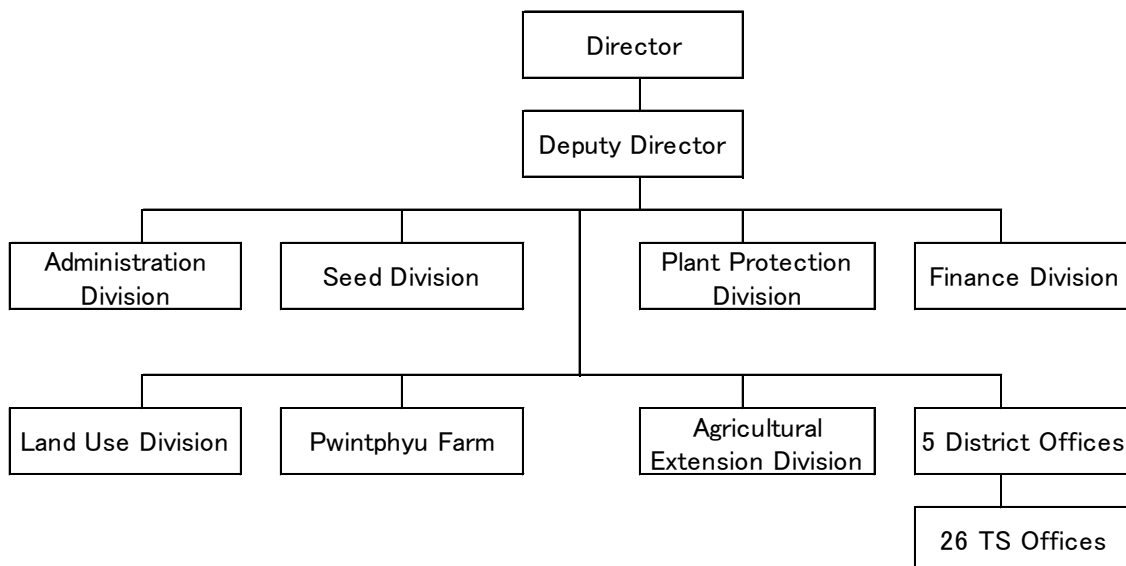 Director
Deputy Director
Administration
Division
Seed Division
Plant Protection
Division
Finance Division
Land Use Division
Pwintphyu Farm
Agricultural
Extension Division
5 District Offices
26 TS Offices